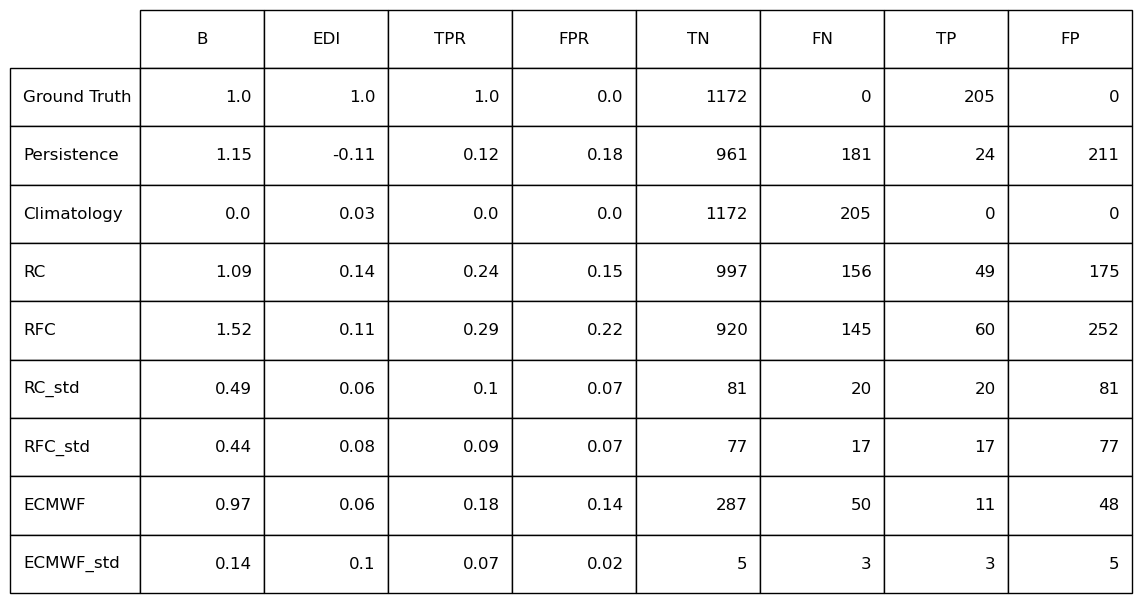 B EDI TPR FPR TN FN TP FP
Ground Truth 1.0 1.0 1.0 0.0 1172 0 205 0
Persistence 1.15 -0.11 0.12 0.18 961 181 24 211
Climatology 0.0 0.03 0.0 0.0 1172 205 0 0
RC 1.09 0.14 0.24 0.15 997 156 49 175
RFC 1.52 0.11 0.29 0.22 920 145 60 252
RC_std 0.49 0.06 0.1 0.07 81 20 20 81
RFC_std 0.44 0.08 0.09 0.07 77 17 17 77
ECMWF 0.97 0.06 0.18 0.14 287 50 11 48
ECMWF_std 0.14 0.1 0.07 0.02 5 3 3 5